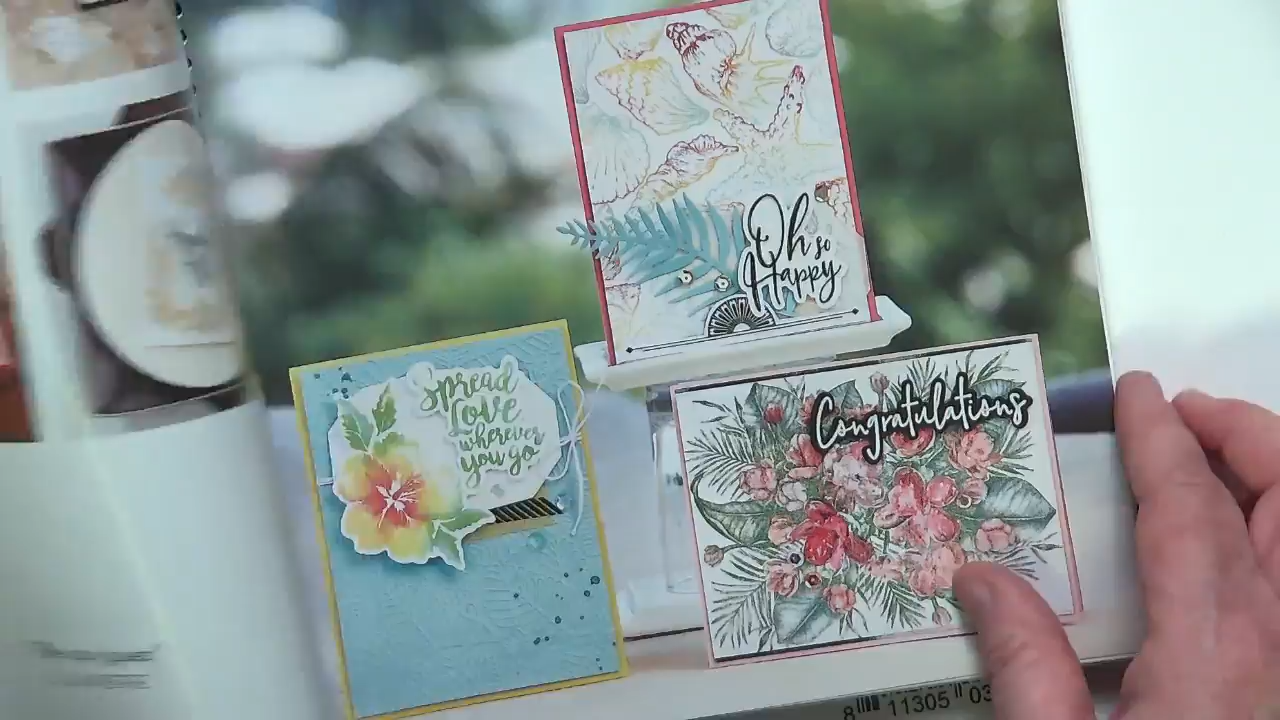 Oh so
Happy
Spread
Love
wherever
you go
Congratulations
8 11305 03